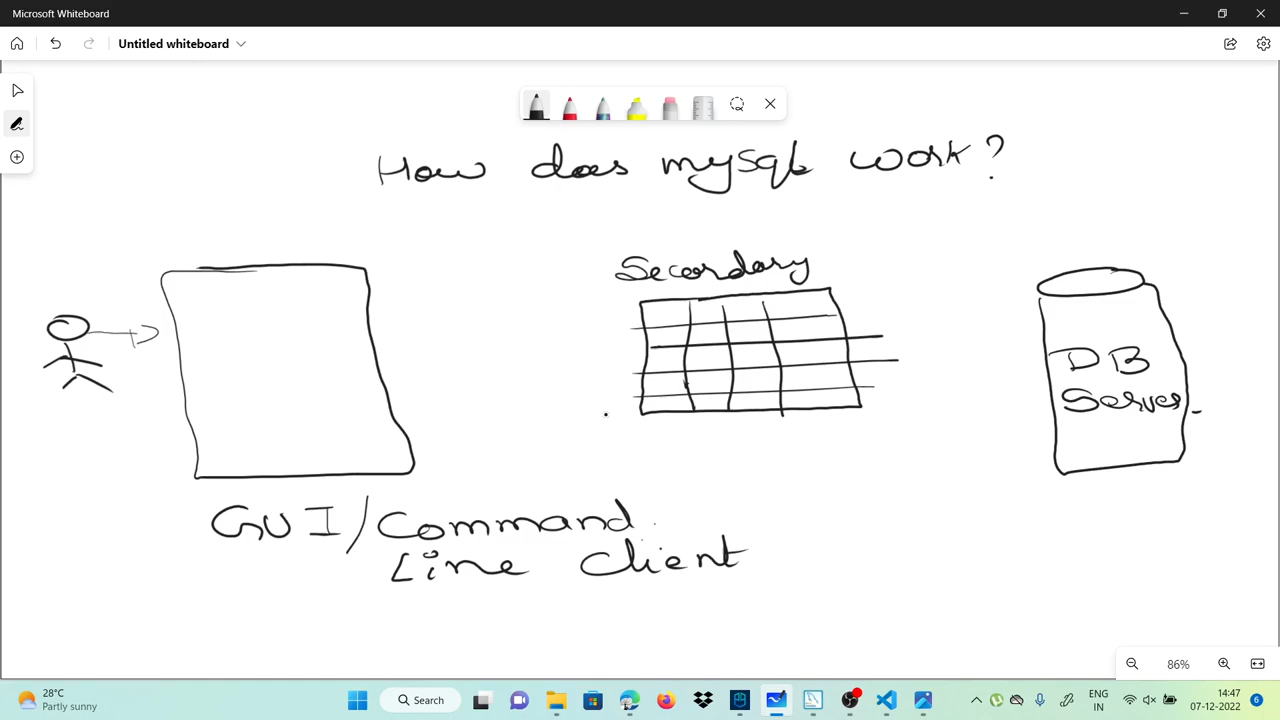 Microsoft Whiteboard
Untitled whiteboard
How does mysql work?
Secondary
DB
Server
GUI/Command
Line Client
86%
28°C
Partly sunny
Search
ENG
IN
14:47
07-12-2022
6